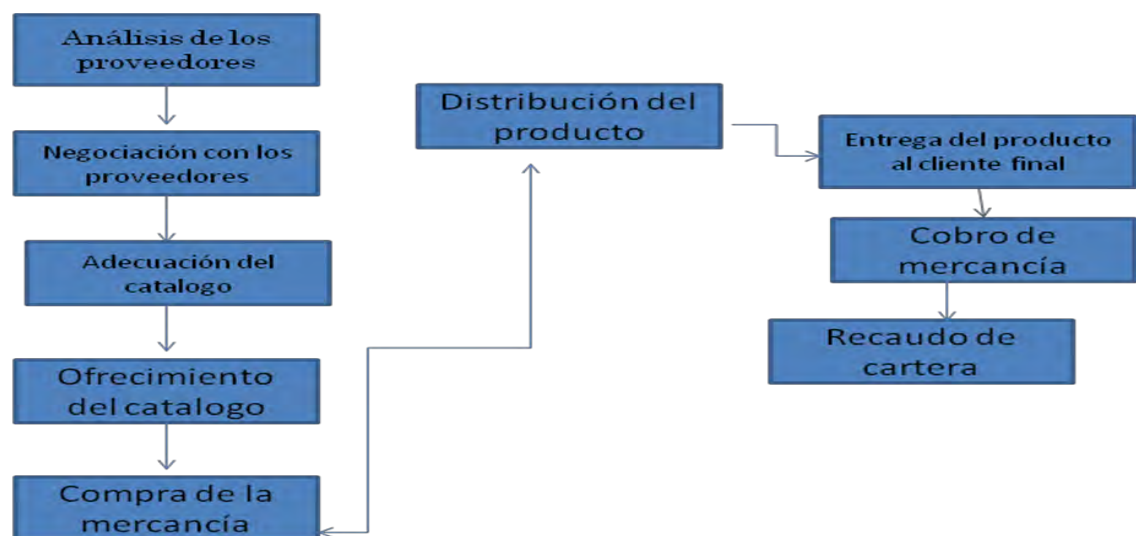 Análisis de los
proveedores
Negociación con los
proveedores
Adecuación del
catalogo
Ofrecimiento
del catalogo
Compra de la
mercancía
Distribución del
producto
Entrega del producto
al cliente final
Cobro de
mercancía
Recaudo de
cartera